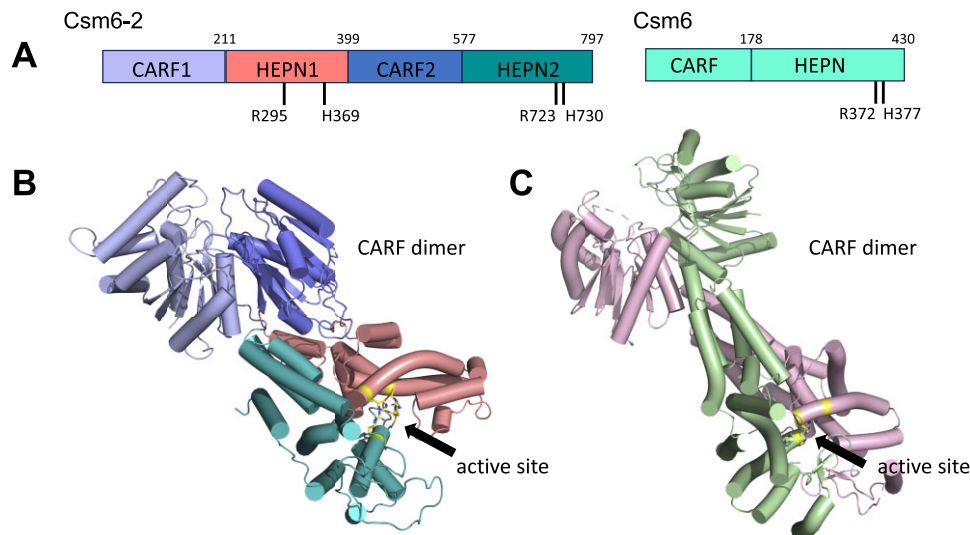 Csm6-2
Csm6
A
211 399 577 797
178 430
CARF1 HEPN1 CARF2 HEPN2
CARF HEPN
R295 H369 R723 H730
R372 H377
B
C
CARF dimer
CARF dimer
active site
active site